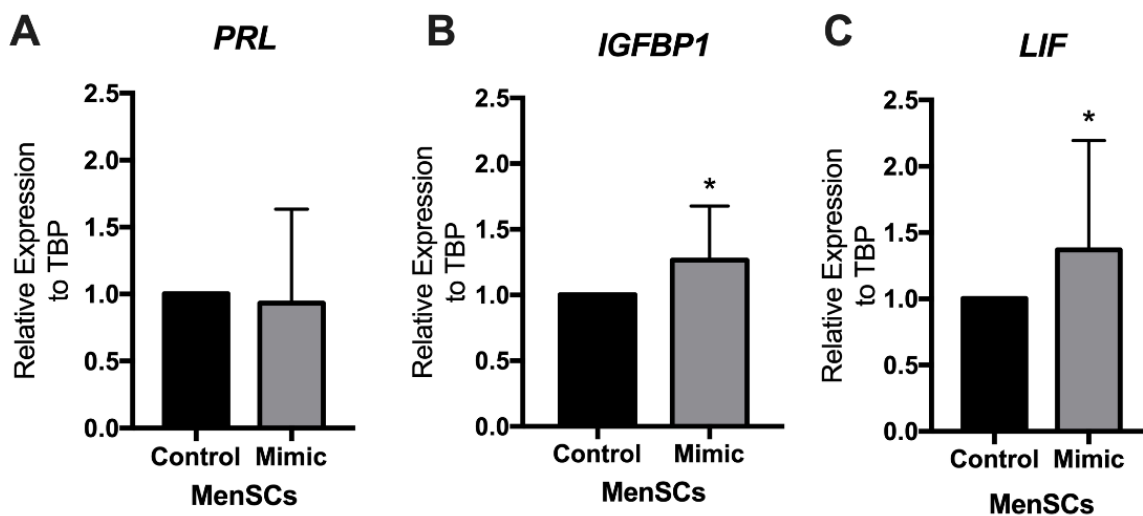 A
PRL
Relative Expression
to TBP
2.5
2.0
1.5
1.0
0.5
0.0
Control Mimic
MenSCs
B
IGFBP1
Relative Expression
to TBP
2.5
2.0
1.5
1.0
0.5
0.0
*
Control Mimic
MenSCs
C
LIF
Relative Expression
to TBP
2.5
2.0
1.5
1.0
0.5
0.0
*
Control Mimic
MenSCs